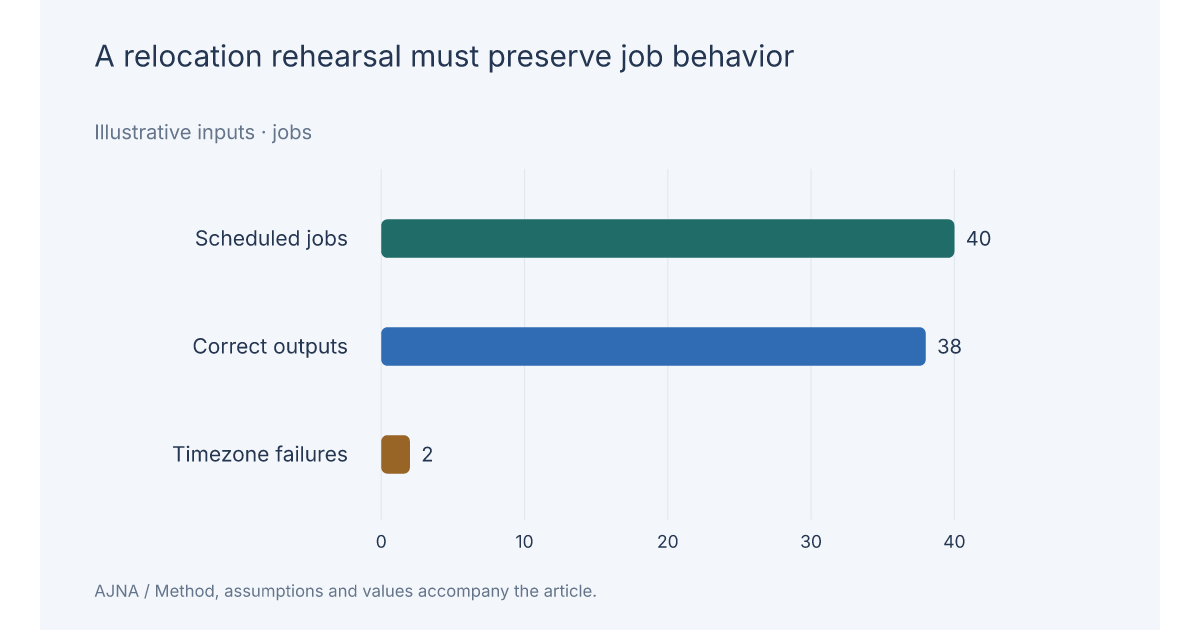 A relocation rehearsal must preserve job behavior
Illustrative inputs · jobs
Scheduled jobs 40
Correct outputs 38
Timezone failures 2
0 10 20 30 40
AJNA / Method, assumptions and values accompany the article.